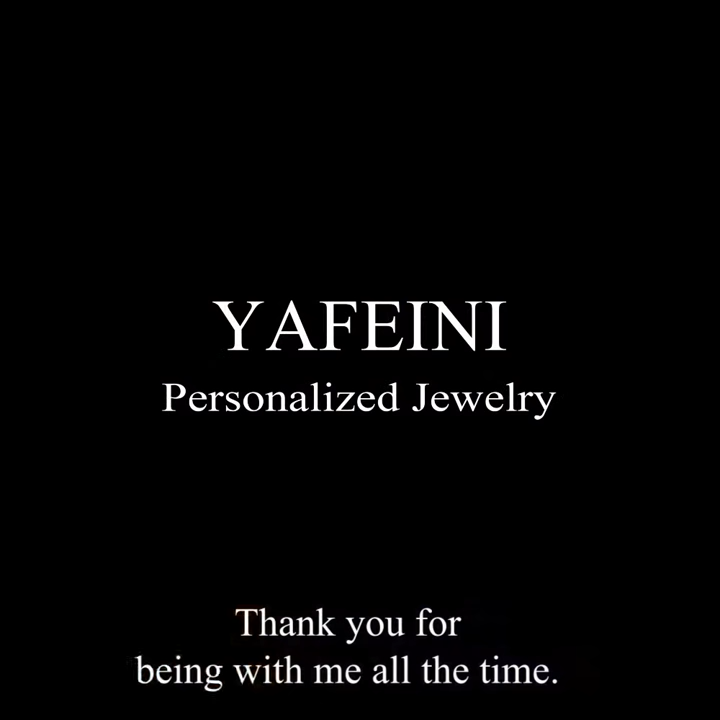 YAFEINI
Personalized Jewelry
Thank you for
being with me all the time.